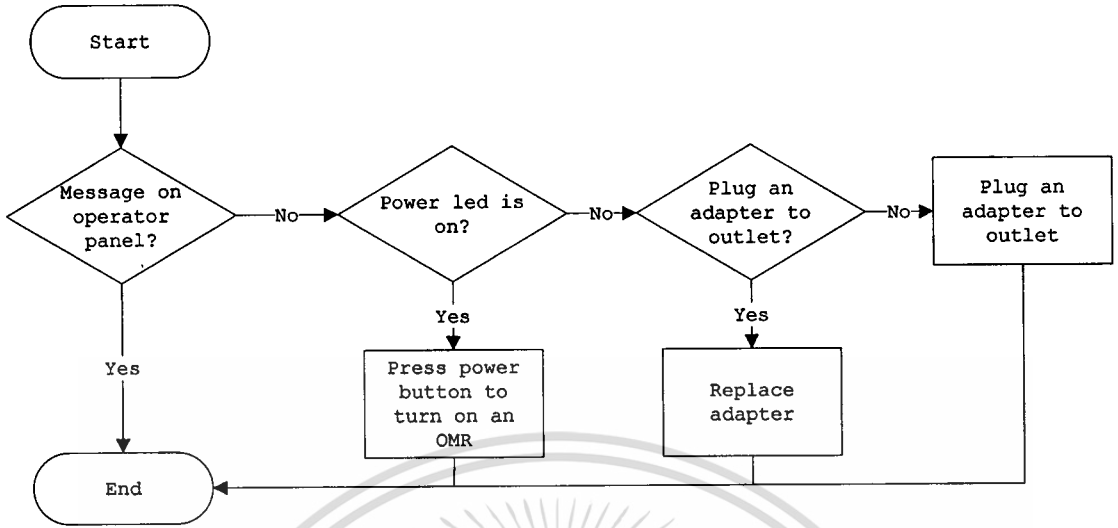 Start
Message on
operator
panel?
No
Power led is
on?
No
Plug an
adapter to
outlet?
No
Plug an
adapter to
outlet
Yes
Yes
Yes
Press power
button to
turn on an
OMR
Replace
adapter
End